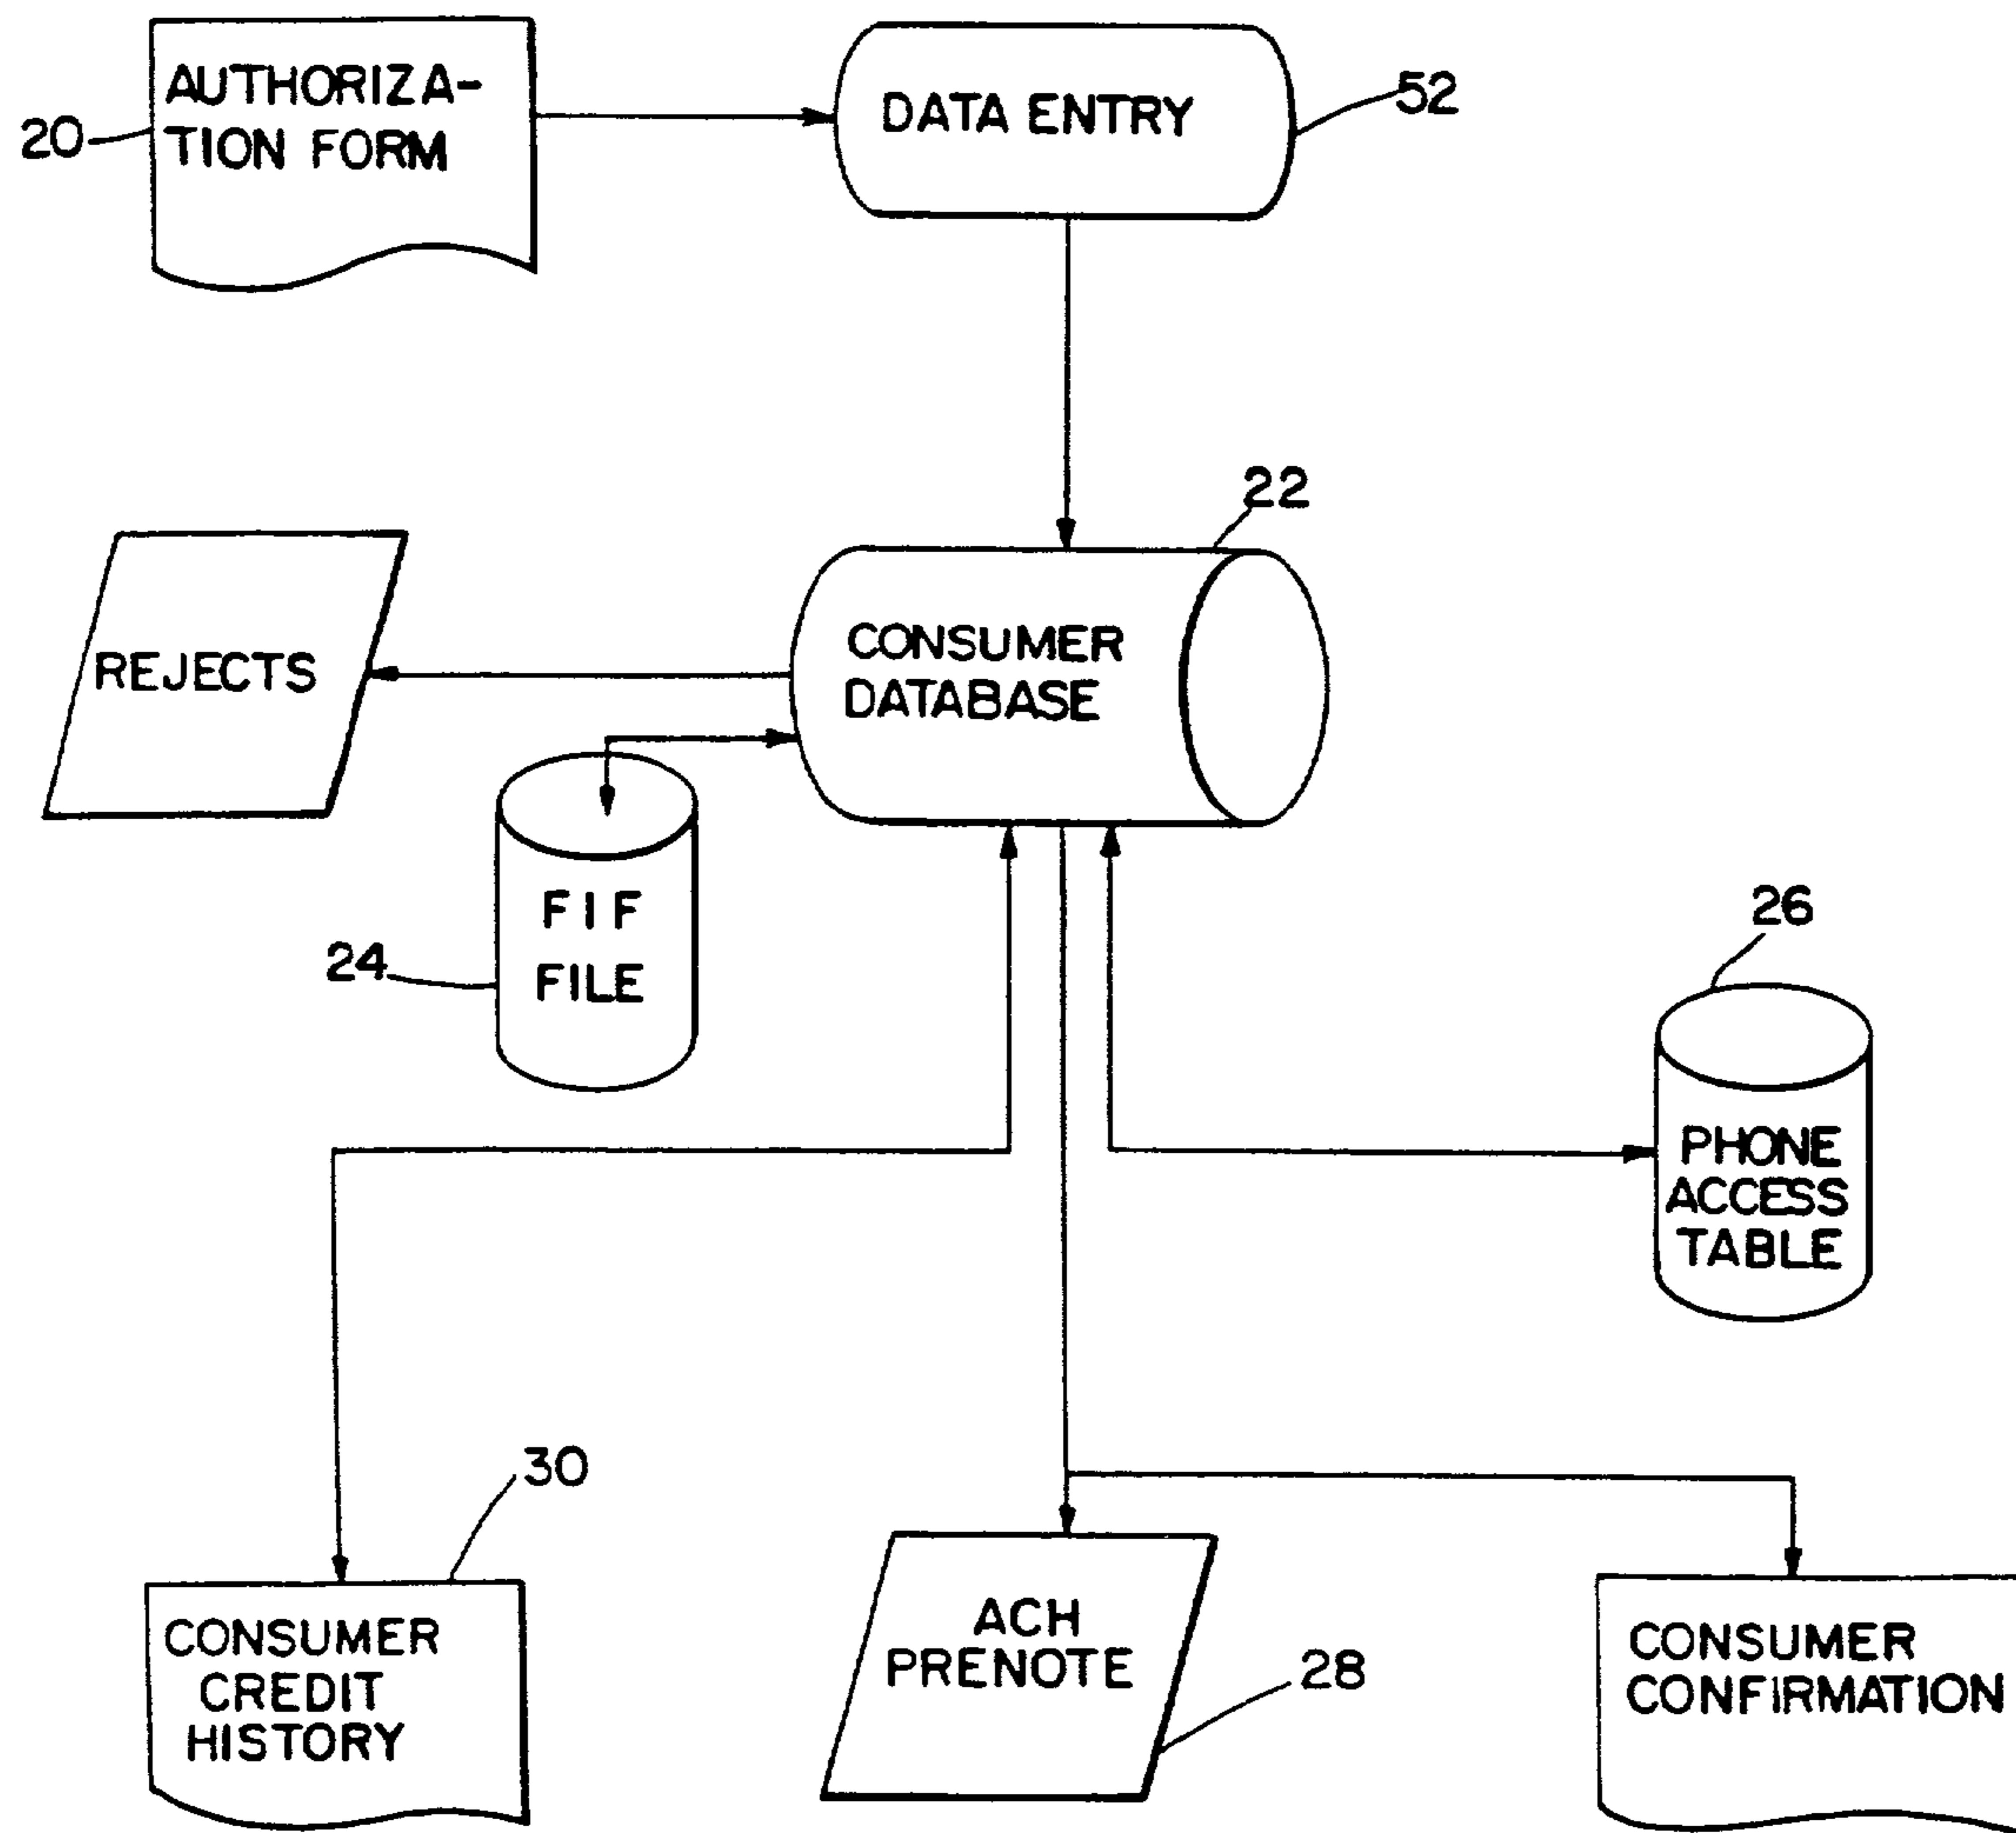 AUTHORIZA-
TION FORM
20
DATA ENTRY
52
22
CONSUMER
DATABASE
REJECTS
FIF
FILE
24
26
PHONE
ACCESS
TABLE
30
CONSUMER
CREDIT
HISTORY
ACH
PRENOTE
28
CONSUMER
CONFIRMATION